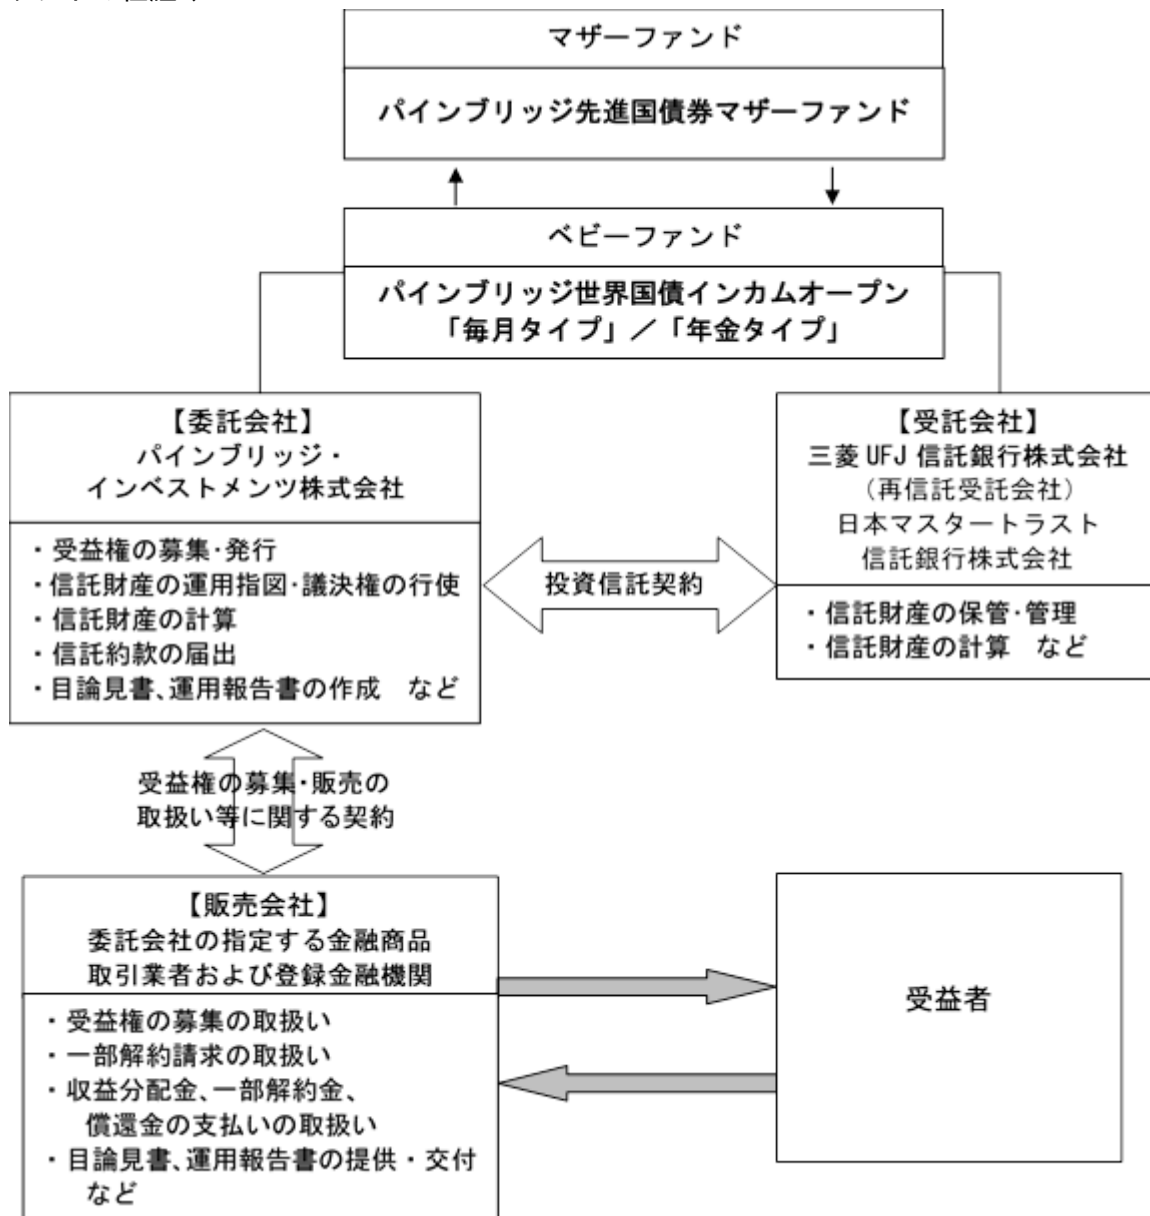 マザーファンド
パインブリッジ先進国債券マザーファンド
ベビーファンド
パインブリッジ世界国債インカムオープン
「毎月タイプ」／「年金タイプ」
【委託会社】
パインブリッジ・
インベストメンツ株式会社
・受益権の募集・発行
・信託財産の運用指図・議決権の行使
・信託財産の計算
・信託約款の届出
・目論見書、運用報告書の作成　など
投資信託契約
【受託会社】
三菱 UFJ 信託銀行株式会社
（再信託受託会社）
日本マスタートラスト
信託銀行株式会社
・信託財産の保管・管理
・信託財産の計算　など
受益権の募集・販売の
取扱い等に関する契約
【販売会社】
委託会社の指定する金融商品
取引業者および登録金融機関
・受益権の募集の取扱い
・一部解約請求の取扱い
・収益分配金、一部解約金、
償還金の支払いの取扱い
・目論見書、運用報告書の提供・交付
など
受益者